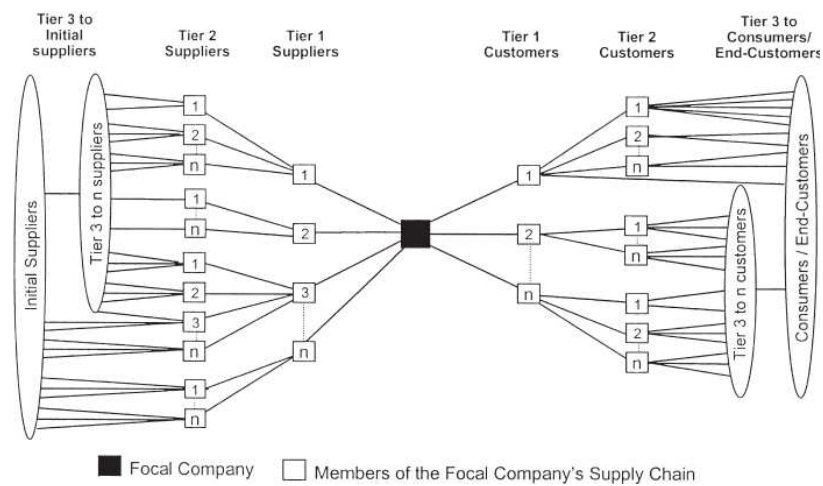 Tier 3 to
Initial
suppliers
Tier 2
Suppliers
Tier 1
Suppliers
Tier 1
Customers
Tier 2
Customers
Tier 3 to
Consumers/
End-Customers
Initial Suppliers
Tier 3 to n suppliers
1
2
n
1
n
1
2
3
n
1
n
1
2
3
n
1
2
n
1
2
n
1
n
1
2
n
Tier 3 to n customers
Consumers / End-Customers
Focal Company
Members of the Focal Company's Supply Chain